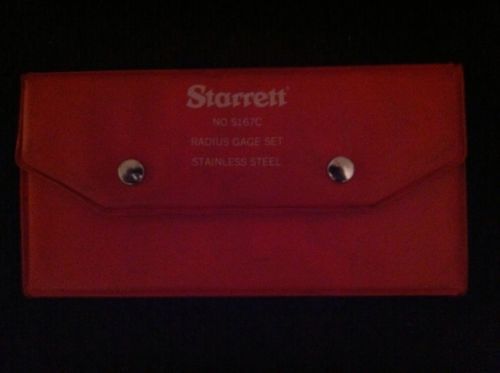 Starrett
NO S167C
RADIUS GAGE SET
STAINLESS STEEL